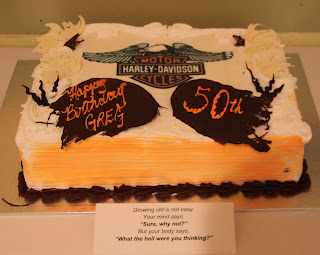 MOTOR
HARLEY-DAVIDSON
CYCLES
Happy
Birthday
GREG
50th
Growing old is not easy.
Your mind says,
"Sure, why not?"
But your body says,
"What the hell were you thinking?"